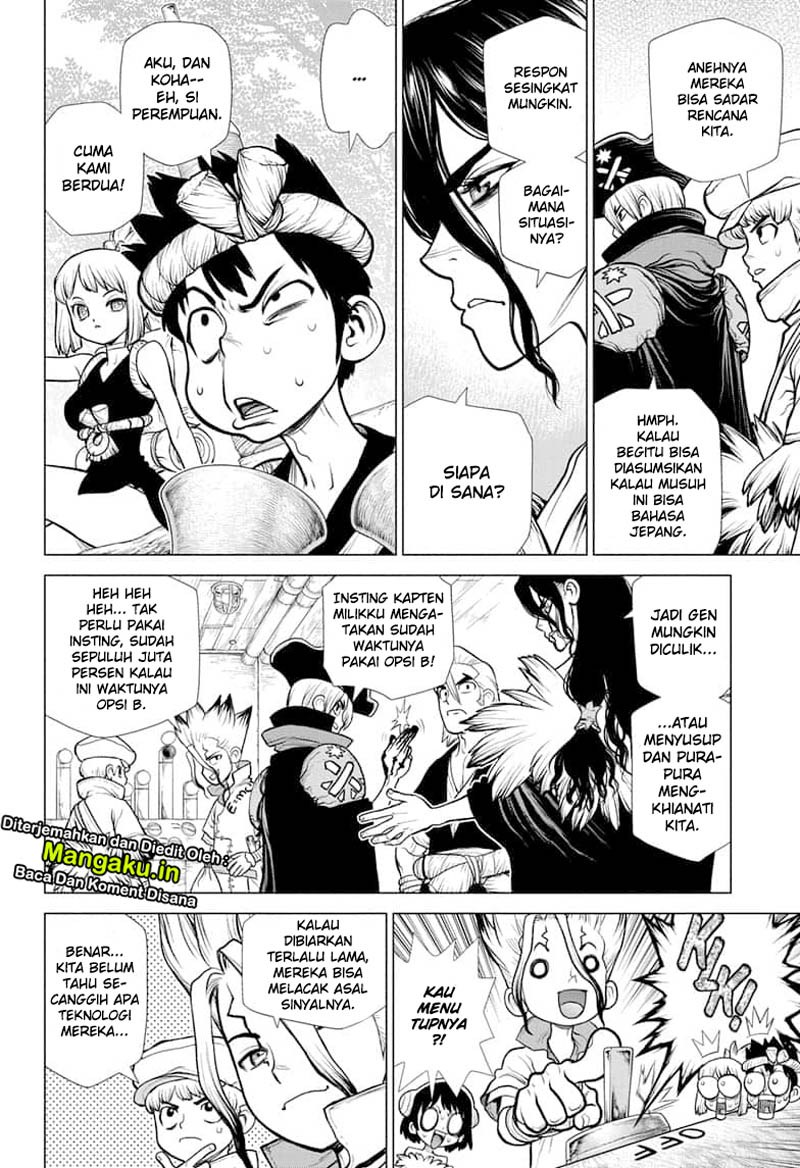 ANEHNYA
MEREKA
BISA SADAR
RENCANA
KITA.
HMPH.
KALAU
BEGITU BISA
DIASUMSIKAN
KALAU MUSUH
INI BISA
BAHASA
JEPANG.
RESPON
SESINGKAT
MUNGKIN.
BAGAI-
MANA
SITUASI-
NYA?
SIAPA
DI SANA?
...
AKU, DAN
KOHA--
EH, SI
PEREMPUAN.
CUMA
KAMI
BERDUA!
JADI GEN
MUNGKIN
DICULIK...
...ATAU
MENYUSUP
DAN PURA-
PURA
MENG-
KHIANATI
KITA.
INSTING KAPTEN
MILIKKU MENGA-
TAKAN SUDAH
WAKTUNYA
PAKAI OPSI B!
HEH HEH
HEH... TAK
PERLU PAKAI
INSTING, SUDAH
SEPULUH JUTA
PERSEN KALAU
INI WAKTUNYA
OPSI B.
E=mc
Diterjemahkan dan Diedit Oleh :
Mangaku.in
Baca Dan Koment Disana
KLIK!
KAU
MENU
TUPNYA
?!
OFF
KALAU
DIBIARKAN
TERLALU LAMA,
MEREKA BISA
MELACAK ASAL
SINYALNYA.
BENAR...
KITA BELUM
TAHU SE-
CANGGIH APA
TEKNOLOGI
MEREKA...